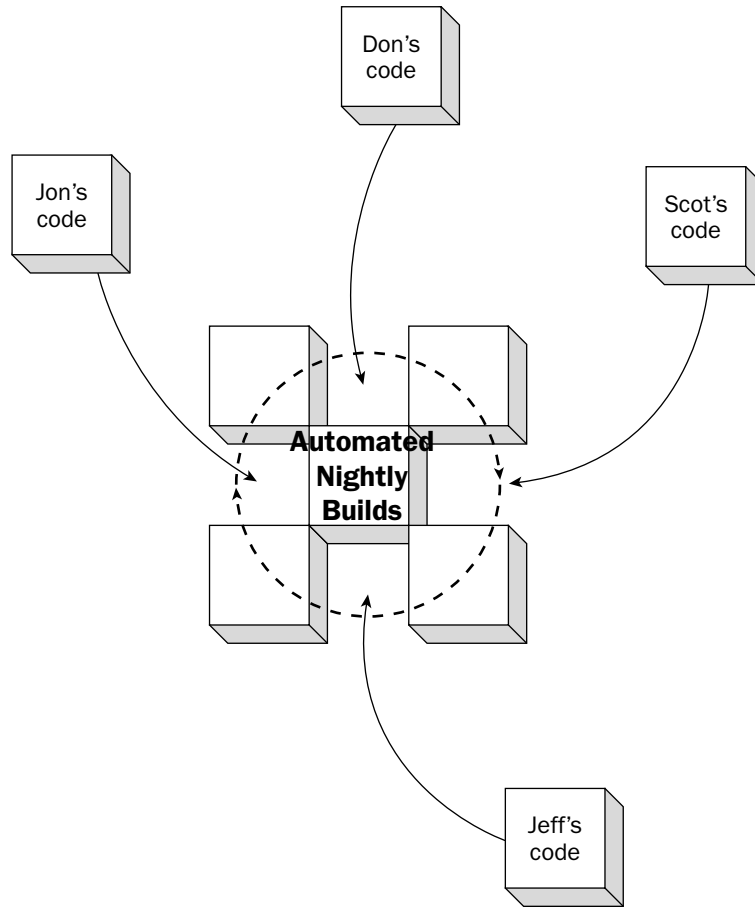 Don's
code
Jon's
code
Scot's
code
Automated
Nightly
Builds
Jeff's
code